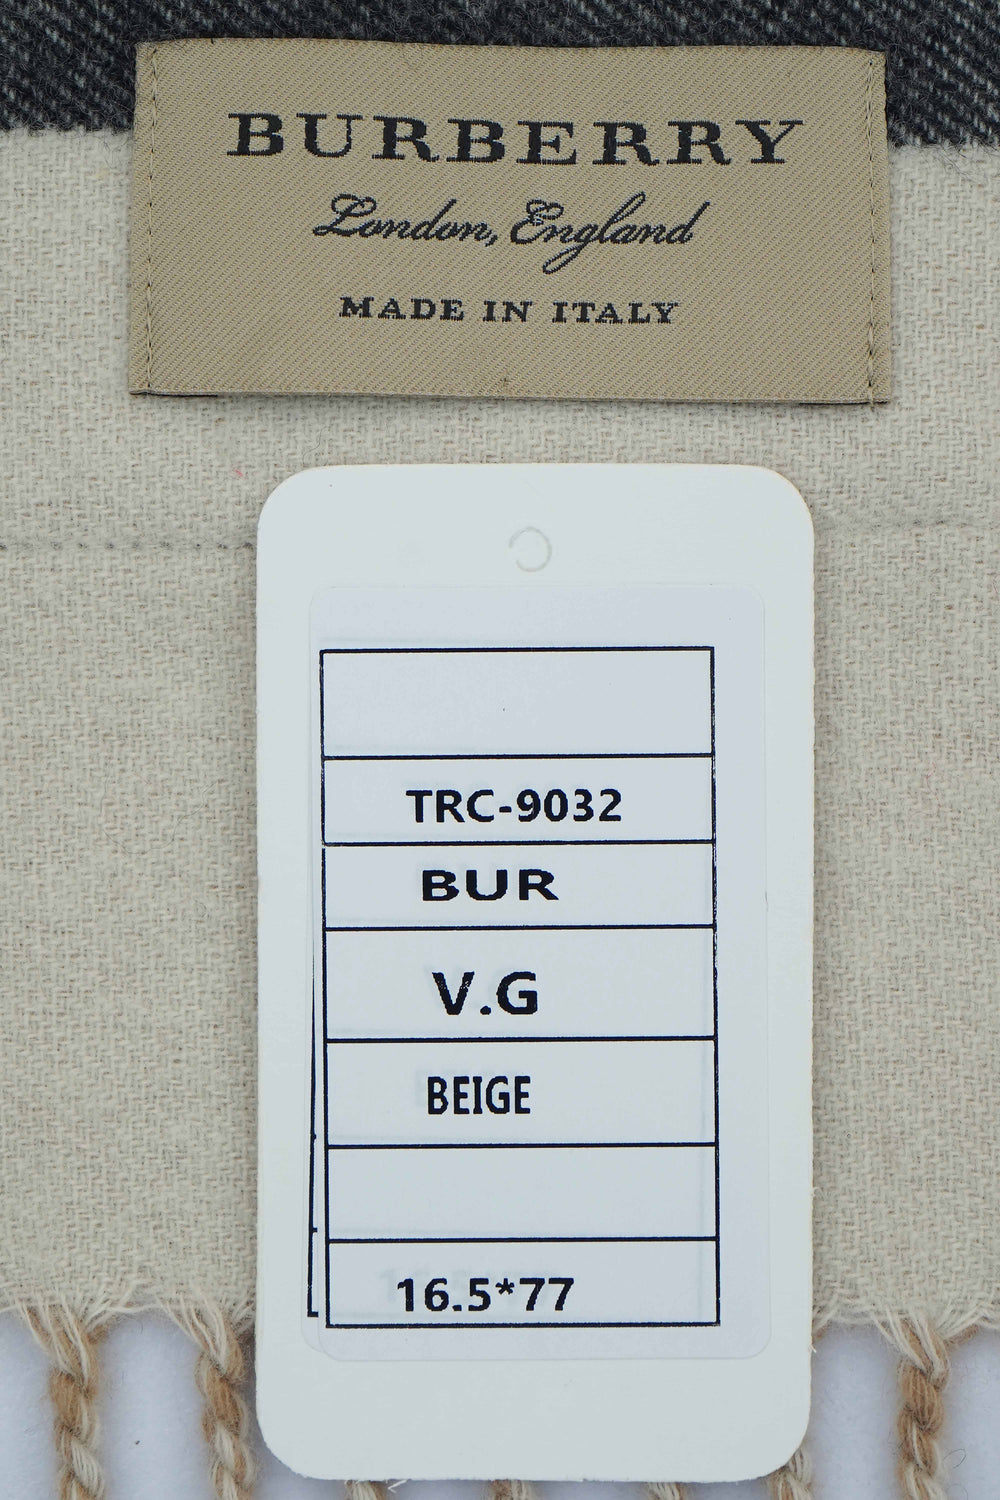 BURBERRY
London, England
MADE IN ITALY
TRC-9032
BUR
V.G
BEIGE
16.5*77